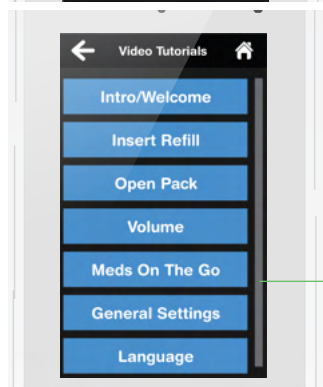 Video Tutorials
Intro/Welcome
Insert Refill
Open Pack
Volume
Meds On The Go
General Settings
Language